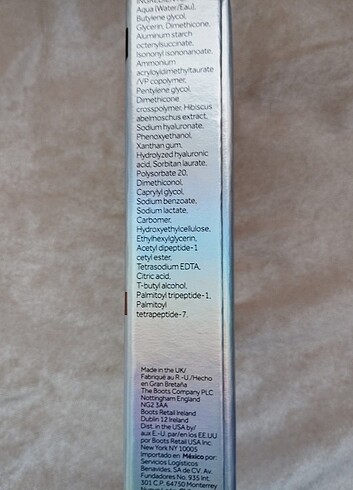 INGREDIENTS:
Aqua (Water/Eau),
Butylene glycol,
Glycerin, Dimethicone,
Aluminum starch
octenylsuccinate,
Isononyl isononanoate,
Ammonium
acryloyldimethyltaurate
/VP copolymer,
Pentylene glycol,
Dimethicone
crosspolymer, Hibiscus
abelmoschus extract,
Sodium hyaluronate,
Phenoxyethanol,
Xanthan gum,
Hydrolyzed hyaluronic
acid, Sorbitan laurate,
Polysorbate 20,
Dimethiconol,
Caprylyl glycol,
Sodium benzoate,
Sodium lactate,
Carbomer,
Hydroxyethylcellulose,
Ethylhexylglycerin,
Acetyl dipeptide-1
cetyl ester,
Tetrasodium EDTA,
Citric acid,
T-butyl alcohol,
Palmitoyl tripeptide-1,
Palmitoyl
tetrapeptide-7.
Made in the UK/
Fabriqué au R.-U./Hecho
en Gran Bretaña
The Boots Company PLC
Nottingham England
NG2 3AA
Boots Retail Ireland
Dublin 12 Ireland
Dist. in the USA by/
aux E.-U. par/en los EE.UU
por Boots Retail USA Inc.
New York NY 10005
Importado en México por:
Servicios Logisticos
Benavides, SA de CV. Av.
Fundadores No. 935 Int.
301 C.P. 64750 Monterrey